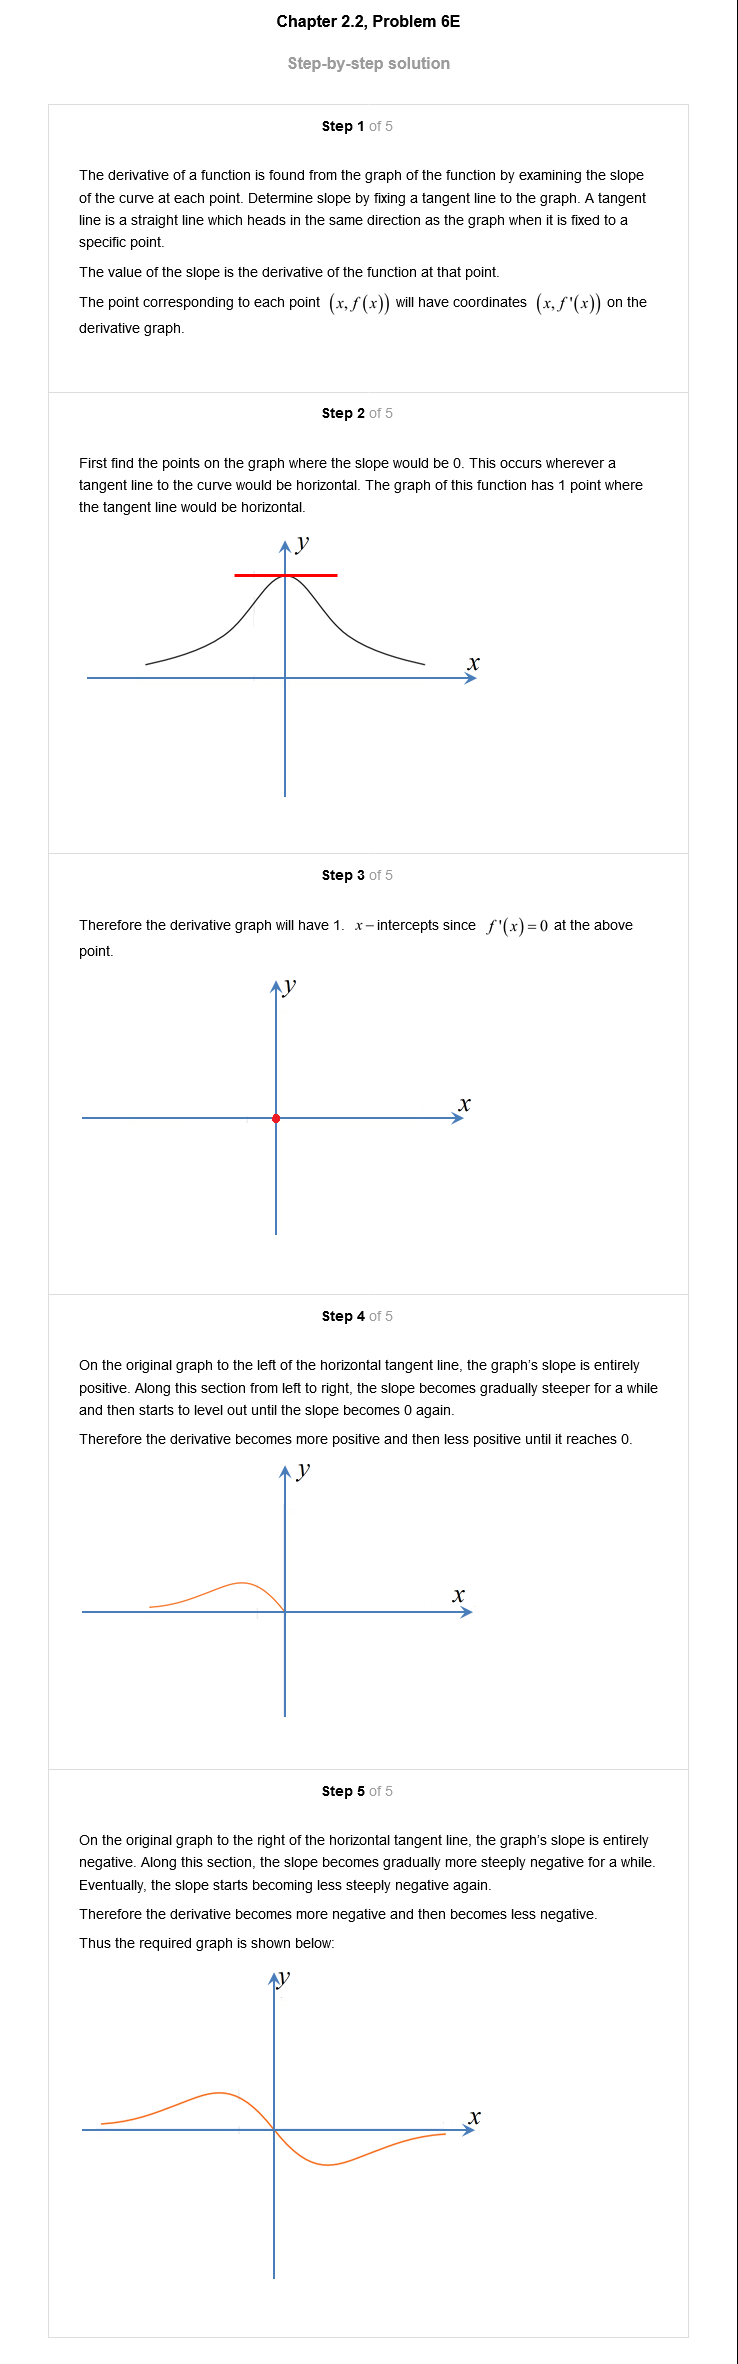 Chapter 2.2, Problem 6E
Step-by-step solution
Step 1 of 5
The derivative of a function is found from the graph of the function by examining the slope
of the curve at each point. Determine slope by fixing a tangent line to the graph. A tangent
line is a straight line which heads in the same direction as the graph when it is fixed to a
specific point.
The value of the slope is the derivative of the function at that point.
The point corresponding to each point (x, f(x)) will have coordinates (x, f'(x)) on the
derivative graph.
Step 2 of 5
First find the points on the graph where the slope would be 0. This occurs wherever a
tangent line to the curve would be horizontal. The graph of this function has 1 point where
the tangent line would be horizontal.
y
x
Step 3 of 5
Therefore the derivative graph will have 1. x– intercepts since f'(x)=0 at the above
point.
y
x
Step 4 of 5
On the original graph to the left of the horizontal tangent line, the graph's slope is entirely
positive. Along this section from left to right, the slope becomes gradually steeper for a while
and then starts to level out until the slope becomes 0 again.
Therefore the derivative becomes more positive and then less positive until it reaches 0.
y
x
Step 5 of 5
On the original graph to the right of the horizontal tangent line, the graph's slope is entirely
negative. Along this section, the slope becomes gradually more steeply negative for a while.
Eventually, the slope starts becoming less steeply negative again.
Therefore the derivative becomes more negative and then becomes less negative.
Thus the required graph is shown below:
y
x